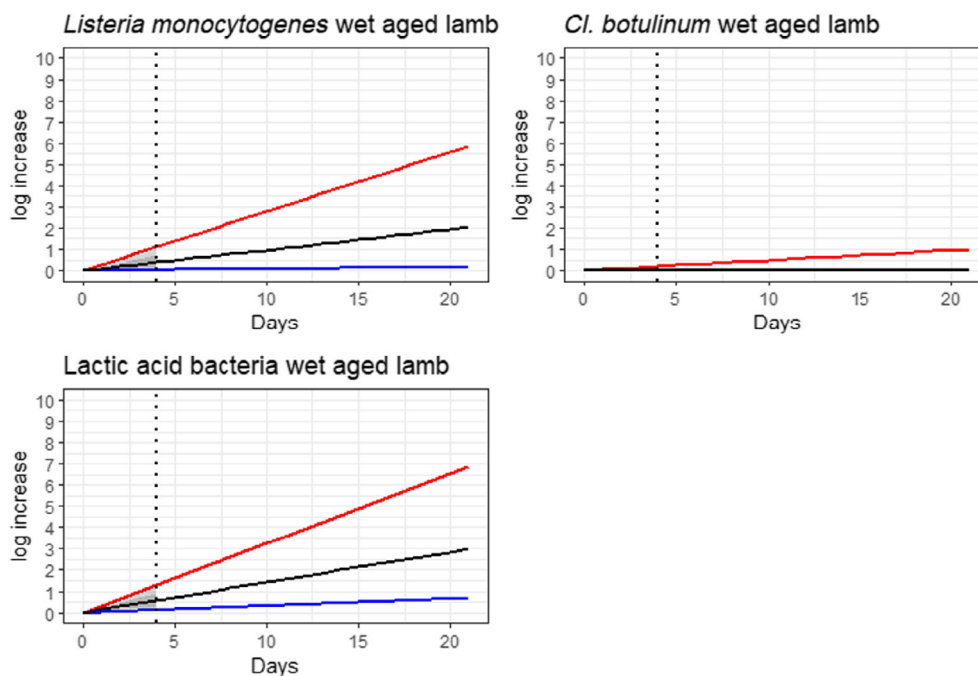 Listeria monocytogenes wet aged lamb
10
9
8
7
6
5
4
3
2
1
0
log increase
0 5 10 15 20
Days
Cl. botulinum wet aged lamb
10
9
8
7
6
5
4
3
2
1
0
log increase
0 5 10 15 20
Days
Lactic acid bacteria wet aged lamb
10
9
8
7
6
5
4
3
2
1
0
log increase
0 5 10 15 20
Days